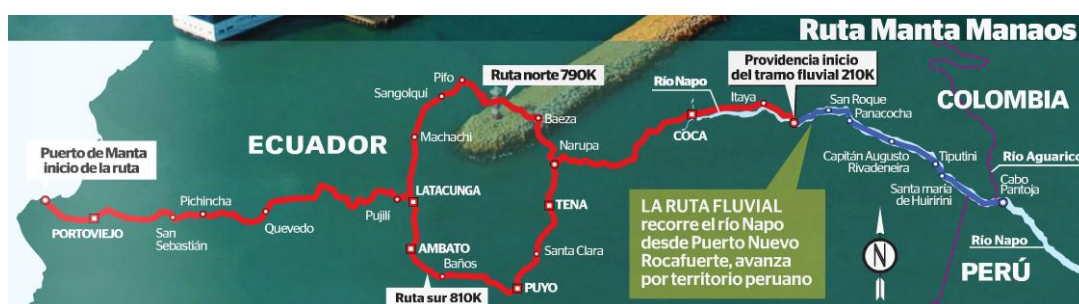 Ruta Manta Manaos
Pifo
Ruta norte 790K
Providencia inicio
del tramo fluvial 210K
Sangolquí
Río Napo
Itaya
San Roque
Panacocha
COLOMBIA
Baeza
COCA
ECUADOR
Machachi
Narupa
Puerto de Manta
inicio de la ruta
Capitán Augusto
Rivadeneira
Tiputini
Río Aguarico
Cabo
Pantoja
Pichincha
LATACUNGA
Santa maría
de Huiririni
PORTOVIEJO
San
Sebastián
Quevedo
Pujilí
TENA
LA RUTA FLUVIAL
recorre el río Napo
desde Puerto Nuevo
Rocafuerte, avanza
por territorio peruano
AMBATO
Baños
Santa Clara
N
Río Napo
PERÚ
Ruta sur 810K
PUYO